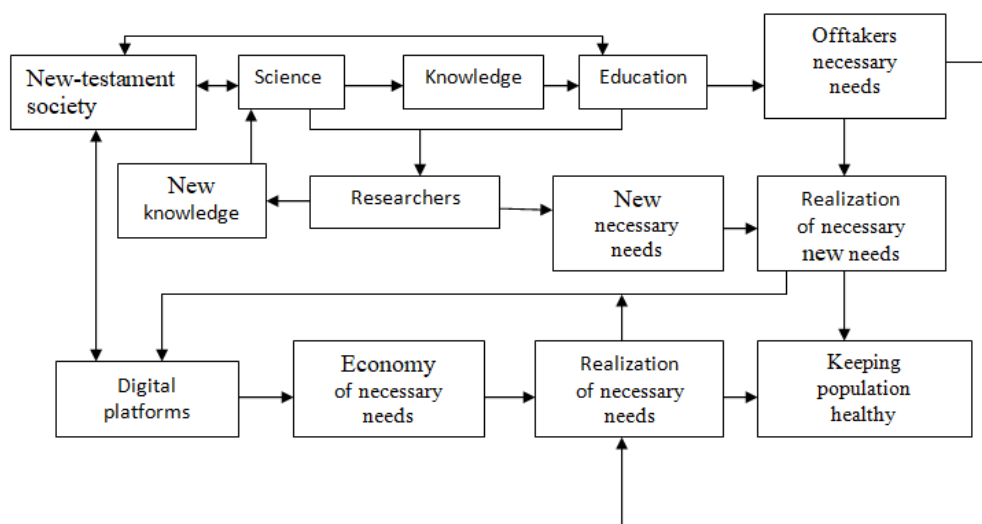 New-testament
society
Science
Knowledge
Education
Offtakers
necessary
needs
New
knowledge
Researchers
New
necessary
needs
Realization
of necessary
new needs
Digital
platforms
Economy
of necessary
needs
Realization
of necessary
needs
Keeping
population
healthy